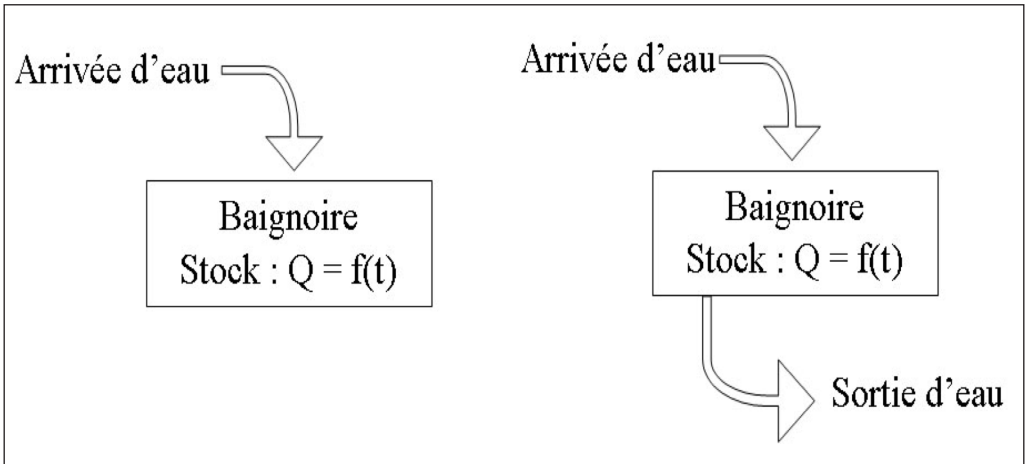 Arrivée d'eau
Baignoire
Stock : Q = f(t)
Arrivée d'eau
Baignoire
Stock : Q = f(t)
Sortie d'eau